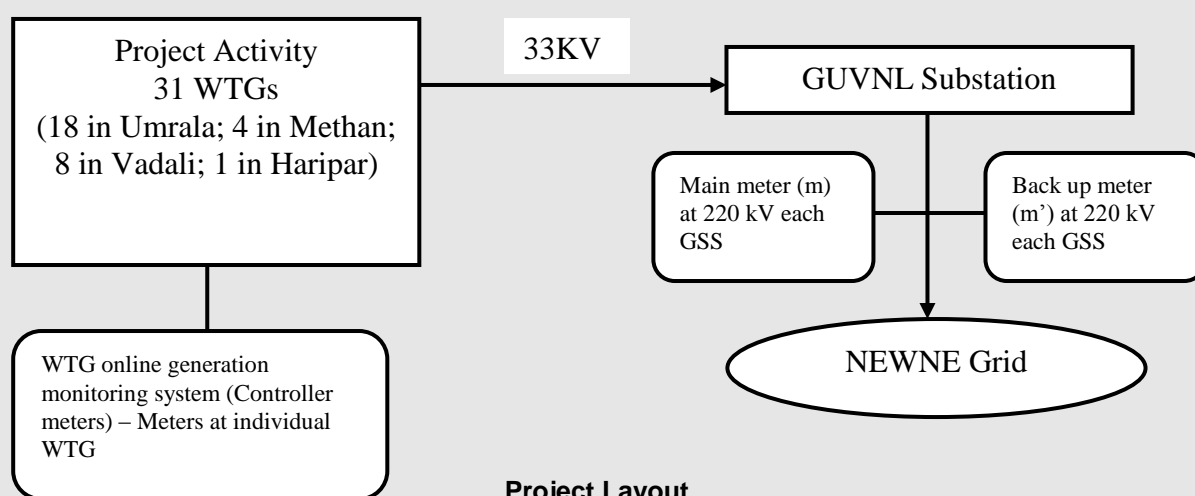 Project Activity
31 WTGs
(18 in Umrala; 4 in Methan;
8 in Vadali; 1 in Haripar)
33KV
GUVNL Substation
Main meter (m)
at 220 kV each
GSS
Back up meter
(m’) at 220 kV
each GSS
WTG online generation
monitoring system (Controller
meters) – Meters at individual
WTG
NEWNE Grid
Project Layout